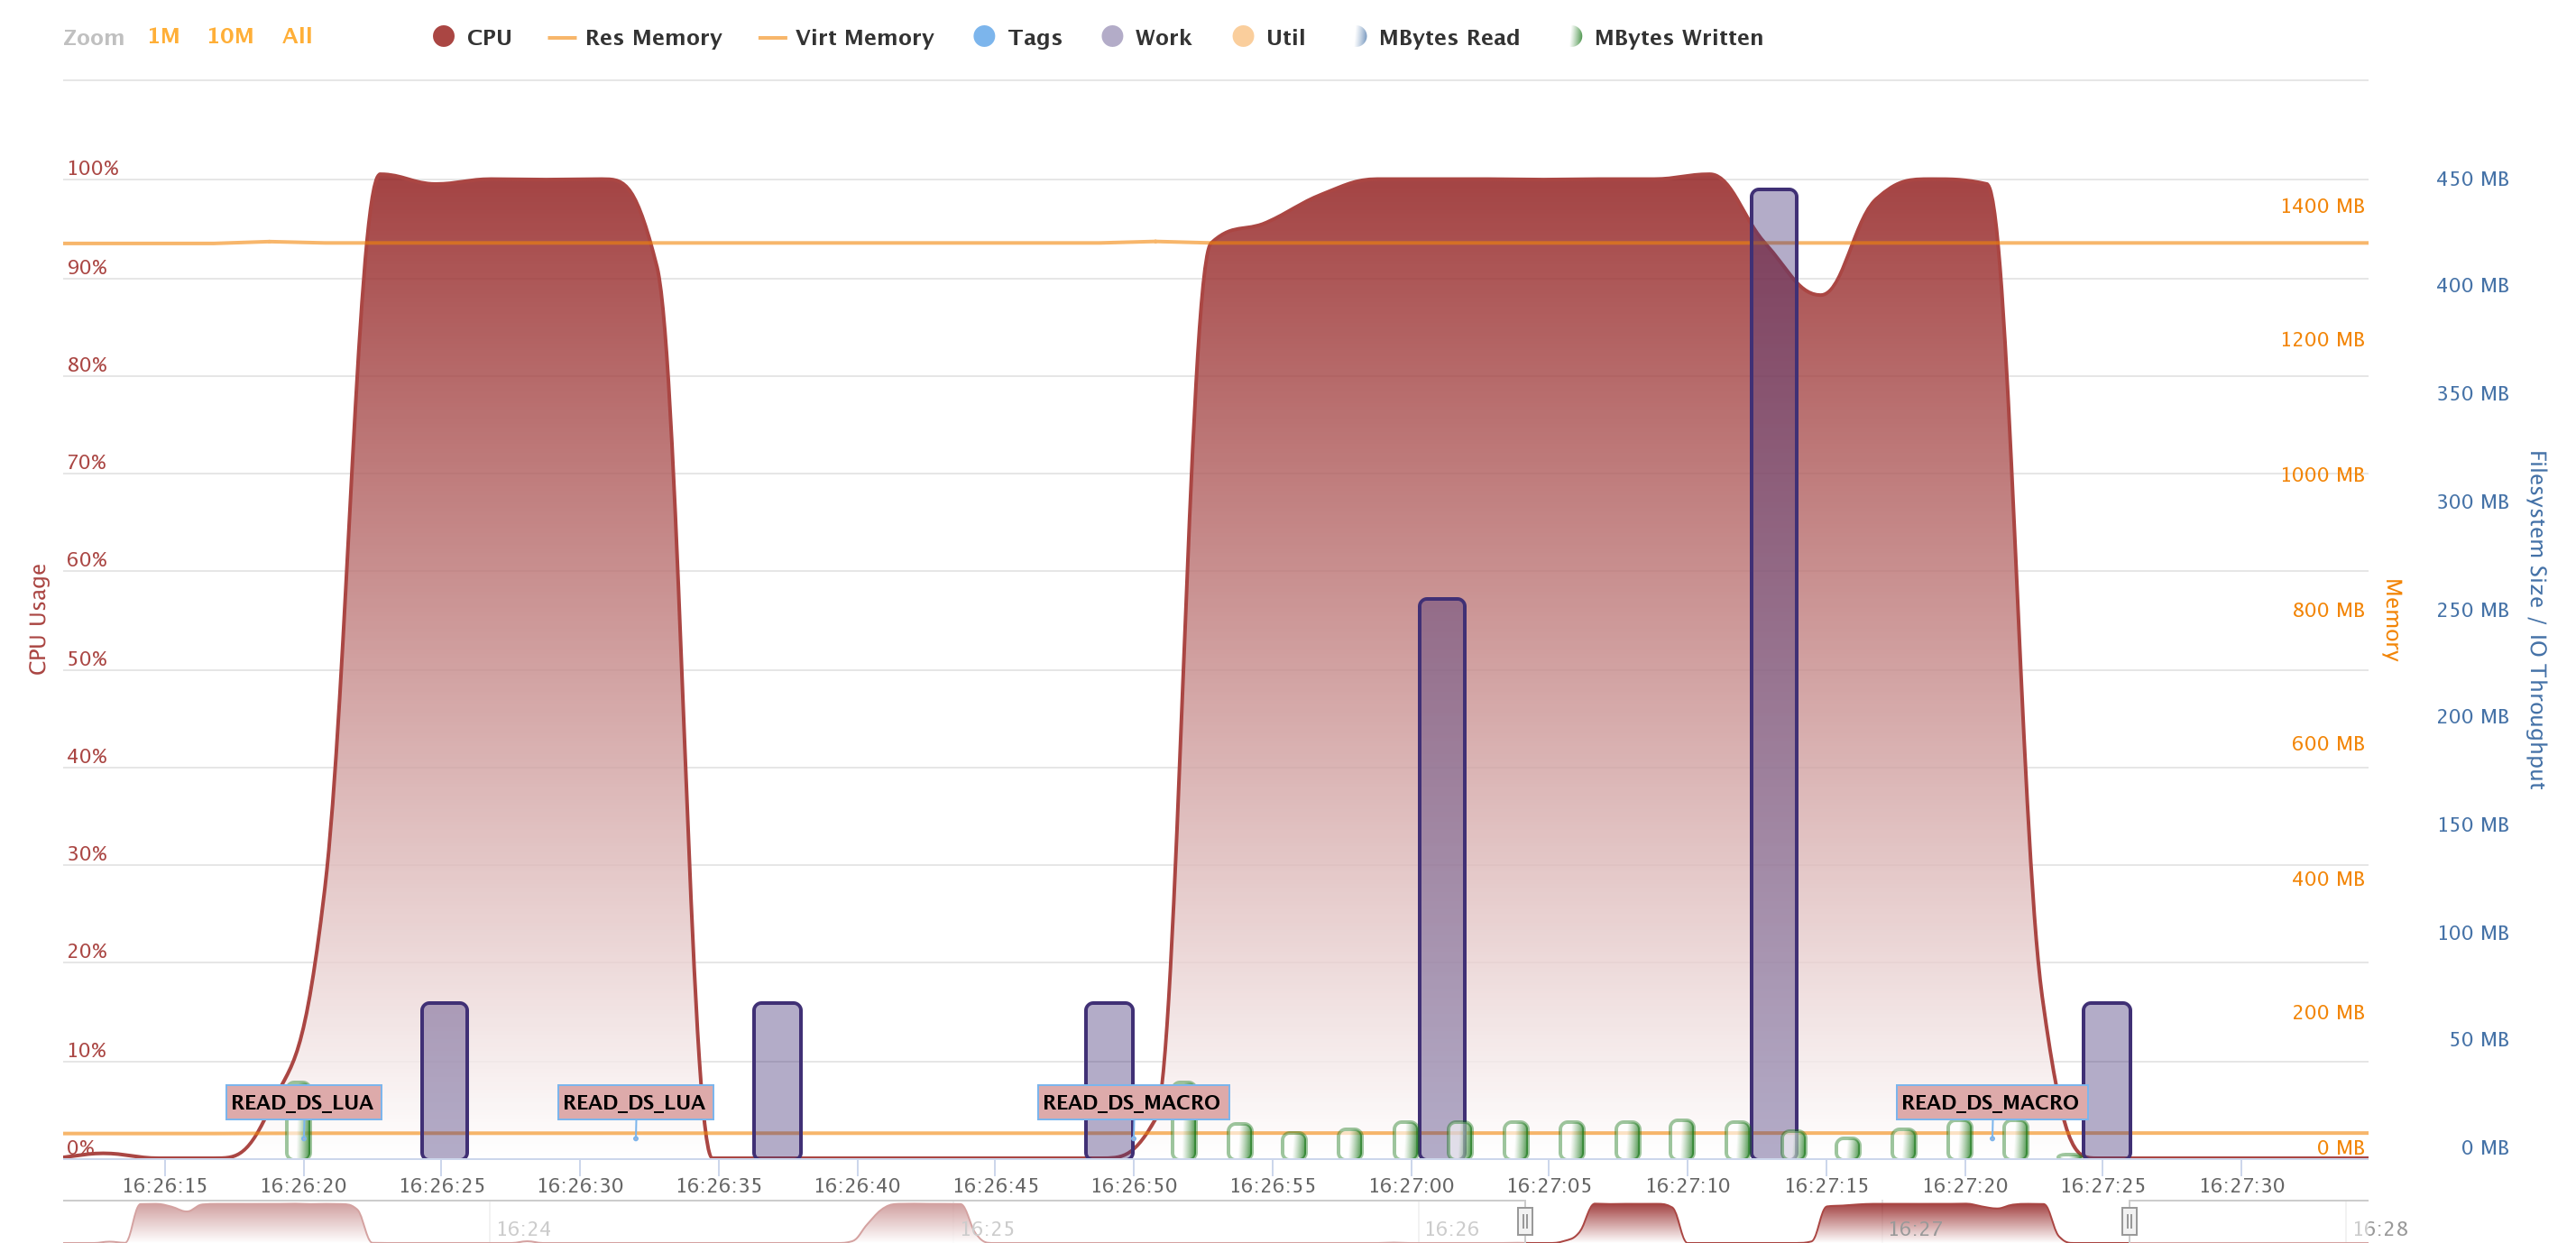 Zoom 1M 10M All CPU Res Memory Virt Memory Tags Work Util MBytes Read MBytes Written
100%
90%
80%
70%
60%
50%
40%
30%
20%
10%
0%
CPU Usage
1400 MB
1200 MB
1000 MB
800 MB
600 MB
400 MB
200 MB
0 MB
Memory
450 MB
400 MB
350 MB
300 MB
250 MB
200 MB
150 MB
100 MB
50 MB
0 MB
Filesystem Size / IO Throughput
READ_DS_LUA READ_DS_LUA READ_DS_MACRO READ_DS_MACRO
16:26:15 16:26:20 16:26:25 16:26:30 16:26:35 16:26:40 16:26:45 16:26:50 16:26:55 16:27:00 16:27:05 16:27:10 16:27:15 16:27:20 16:27:25 16:27:30
16:24 16:25 16:26 16:27 16:28